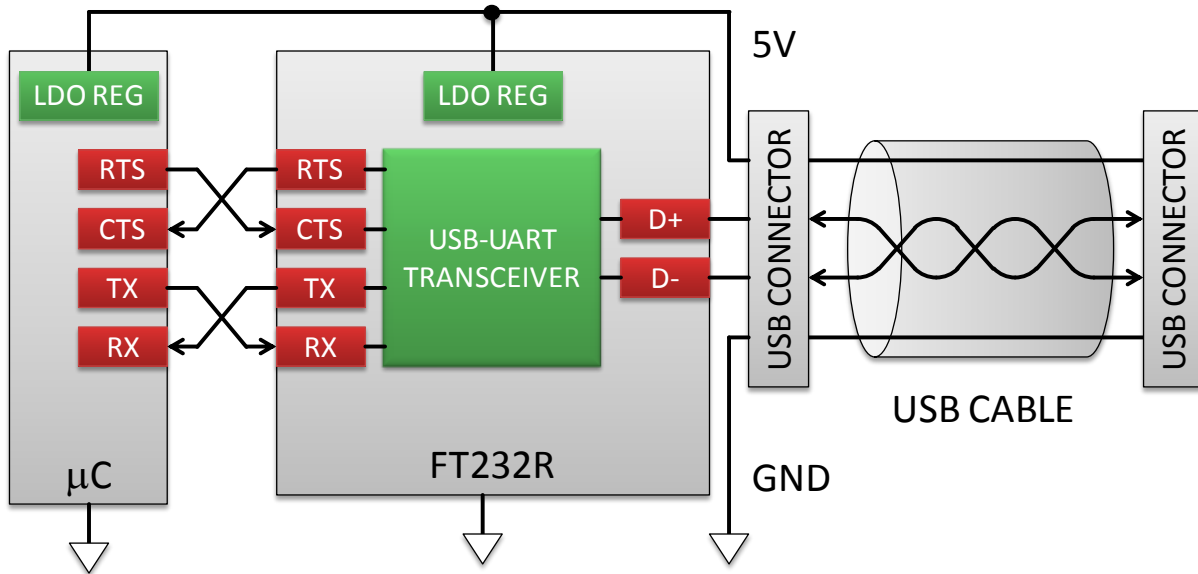 5V
LDO REG
LDO REG
RTS
CTS
TX
RX
RTS
CTS
TX
RX
USB-UART
TRANSCEIVER
D+
D-
USB CONNECTOR
USB CONNECTOR
USB CABLE
μC
FT232R
GND